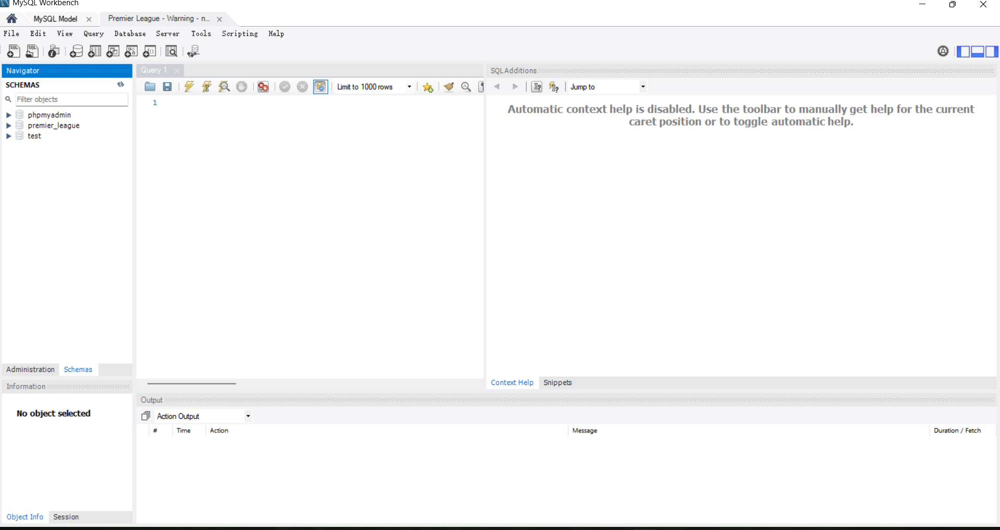 MySQL Workbench
MySQL Model
Premier League - Warning - n...
File Edit View Query Database Server Tools Scripting Help
Navigator
SCHEMAS
Filter objects
phpmyadmin
premier_league
test
Administration Schemas
Information
No object selected
Object Info Session
Query 1
Limit to 1000 rows
1
SQLAdditions
Jump to
Automatic context help is disabled. Use the toolbar to manually get help for the current
caret position or to toggle automatic help.
Context Help Snippets
Output
Action Output
# Time Action Message Duration / Fetch